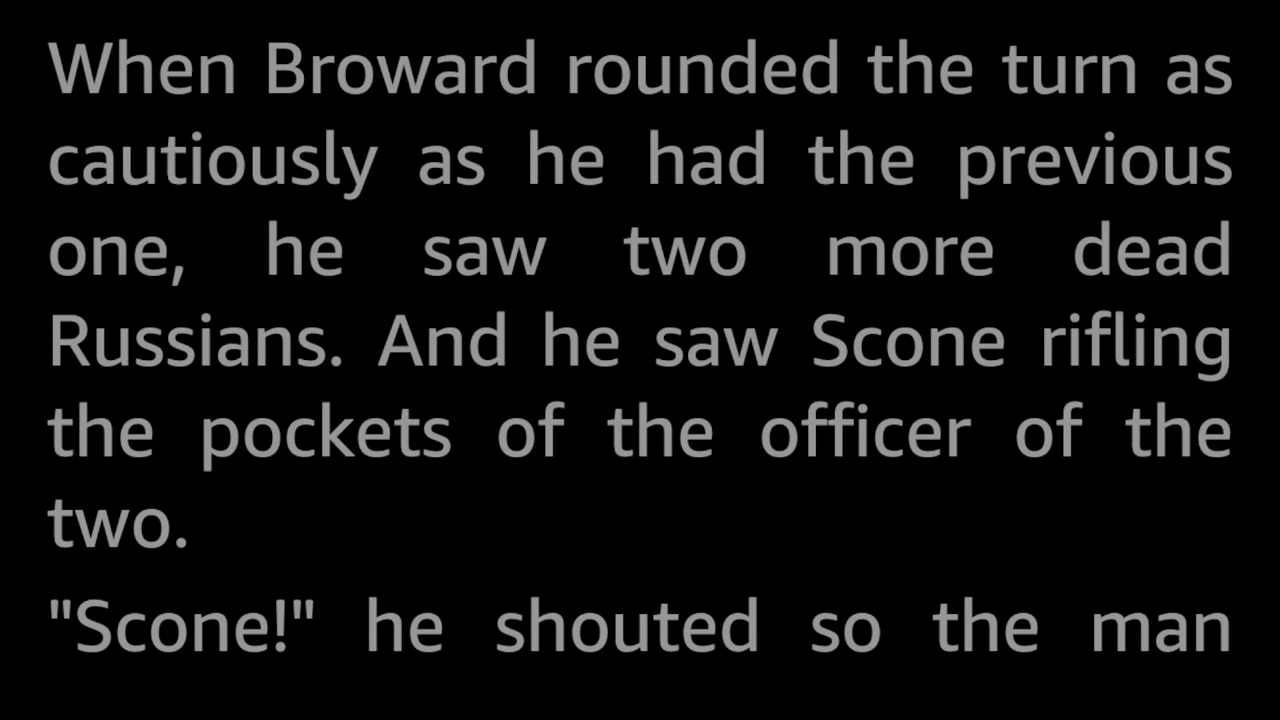 When Broward rounded the turn as
cautiously as he had the previous
one, he saw two more dead
Russians. And he saw Scone rifling
the pockets of the officer of the
two.
"Scone!" he shouted so the man